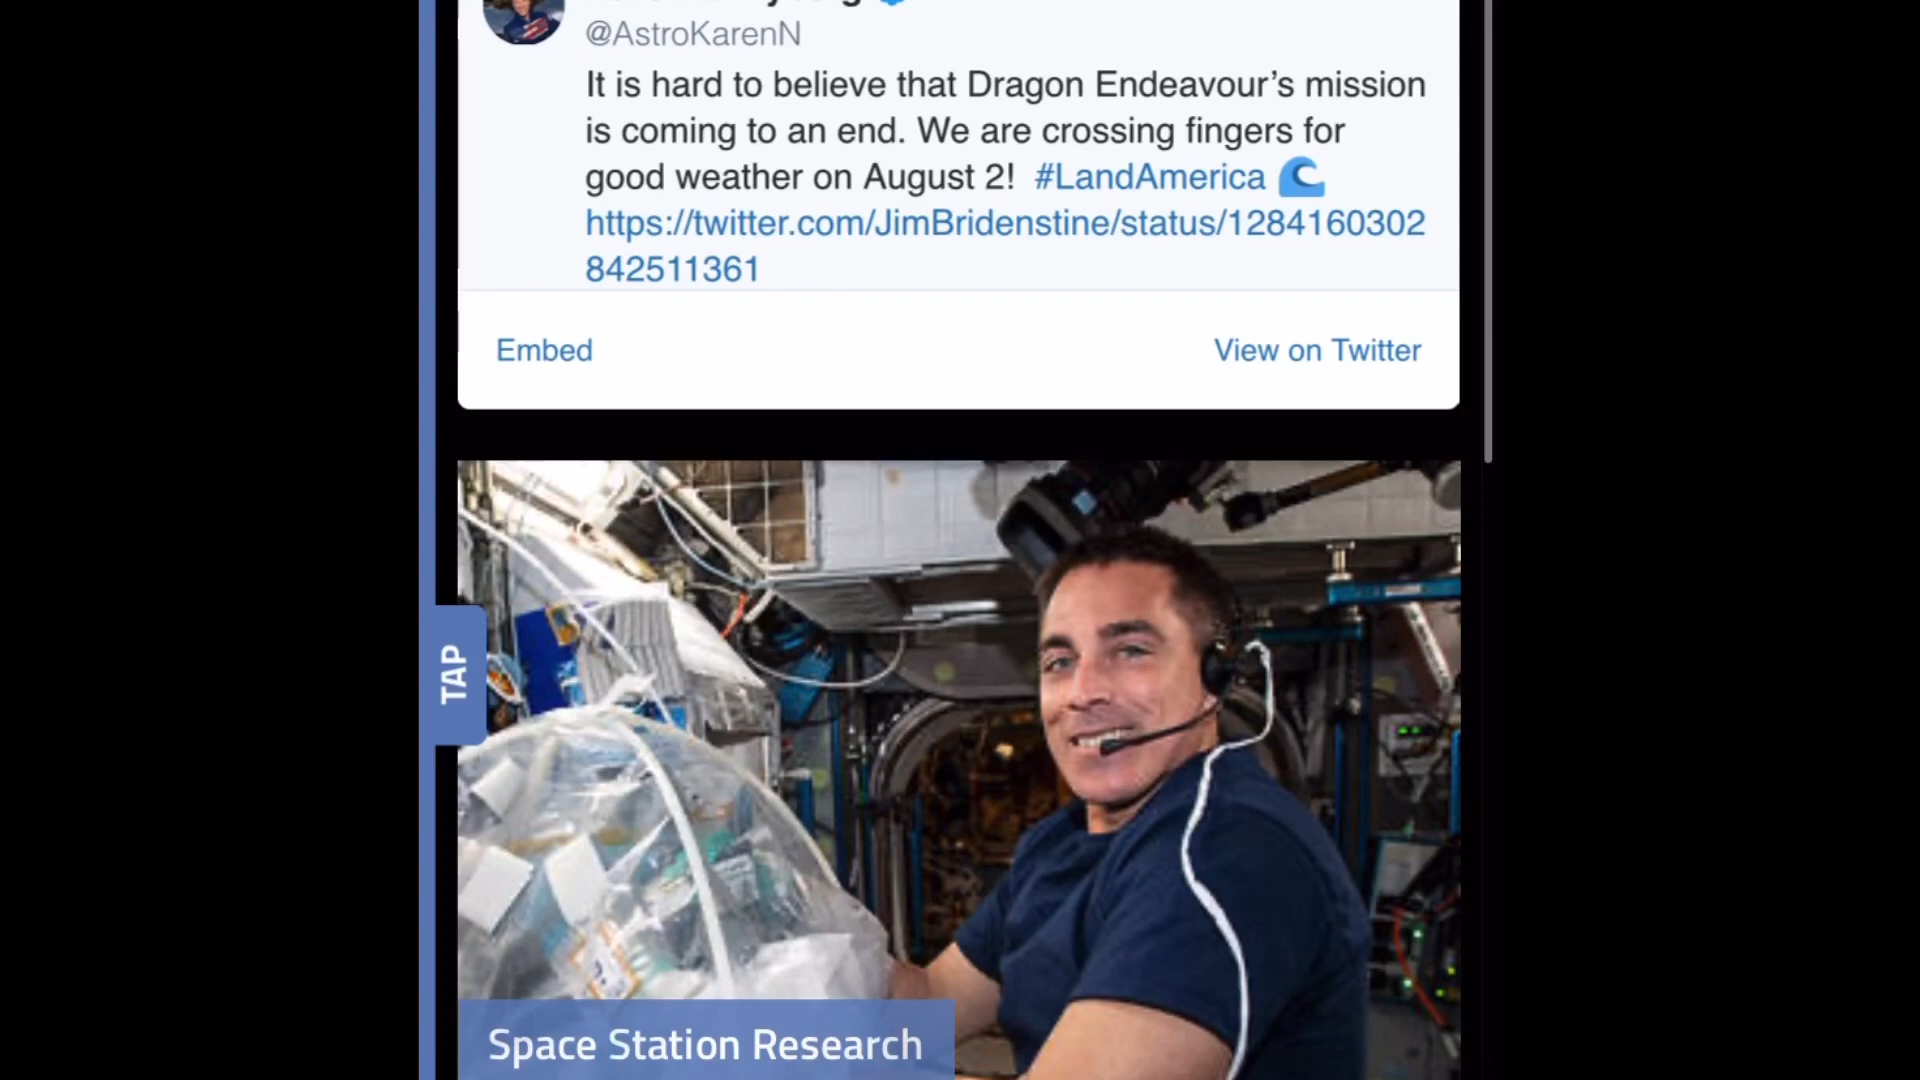 @AstroKarenN
It is hard to believe that Dragon Endeavour’s mission
is coming to an end. We are crossing fingers for
good weather on August 2!  #LandAmerica 🌊
https://twitter.com/JimBridenstine/status/1284160302
842511361
Embed
View on Twitter
TAP
Space Station Research